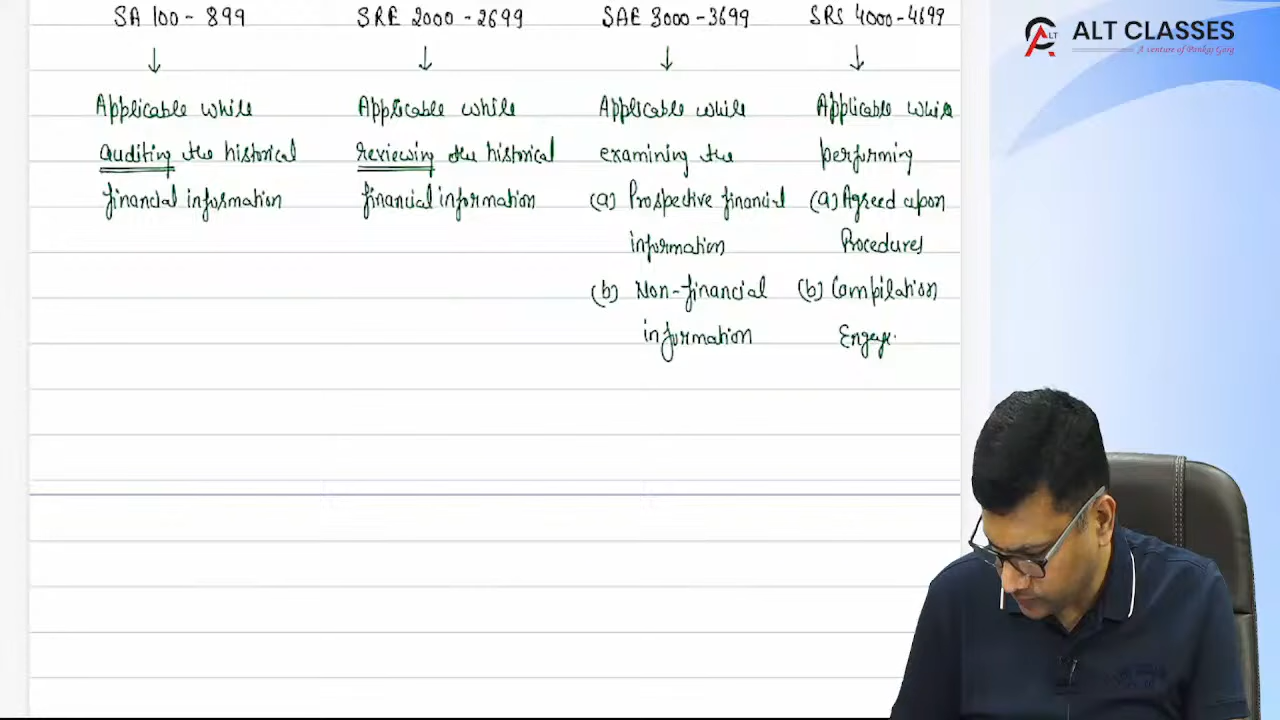 SA 100 - 899
SRE 2000 - 2699
SAE 3000 - 3699
SRS 4000 - 4699
ALT CLASSES
A venture of Pankaj Garg
Applicable while
auditing the historical
financial information
Applicable while
reviewing the historical
financial information
Applicable while
examining the
(a) Prospective financial
information
(b) Non-financial
information
Applicable while
performing
(a) Agreed upon
Procedures
(b) Compilation
Engage